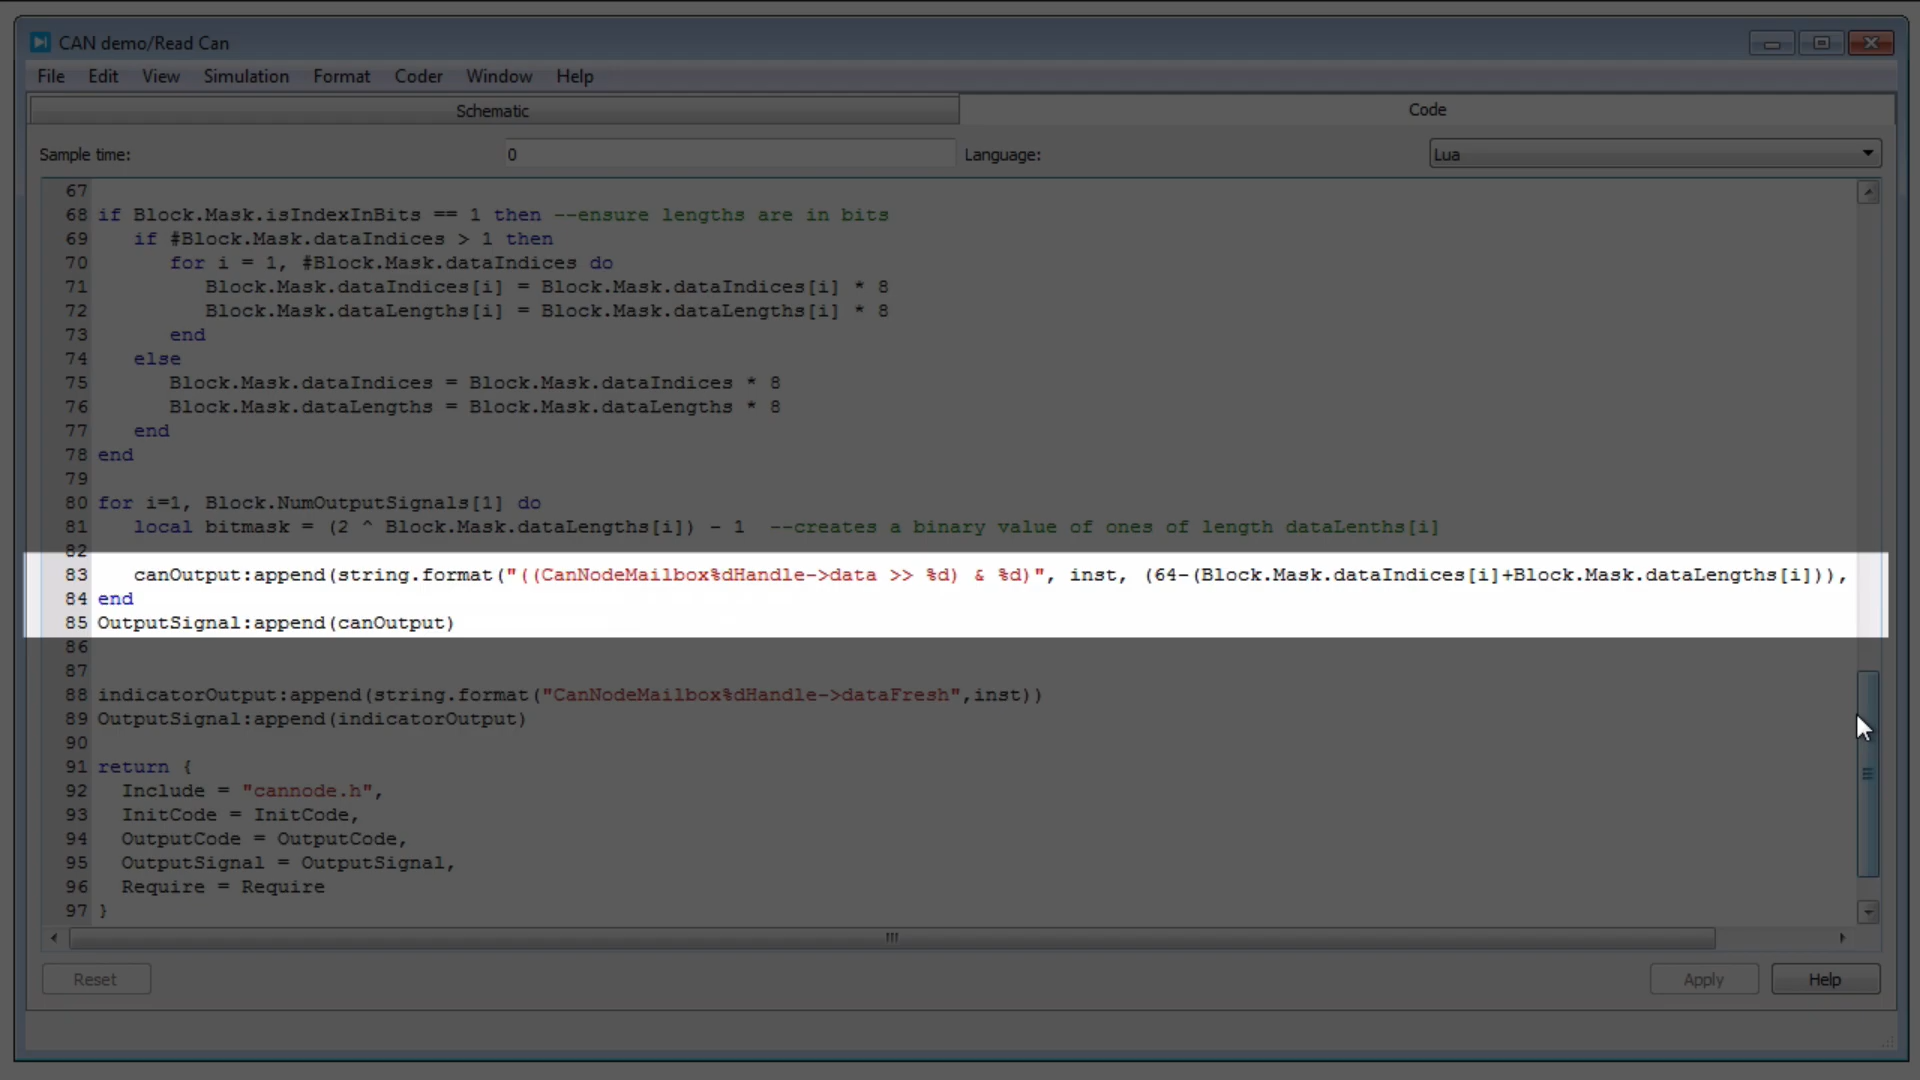 CAN demo/Read Can
File Edit View Simulation Format Coder Window Help
Schematic Code
Sample time: 0 Language: Lua
67
68 if Block.Mask.isIndexInBits == 1 then --ensure lengths are in bits
69 if #Block.Mask.dataIndices > 1 then
70 for i = 1, #Block.Mask.dataIndices do
71 Block.Mask.dataIndices[i] = Block.Mask.dataIndices[i] * 8
72 Block.Mask.dataLengths[i] = Block.Mask.dataLengths[i] * 8
73 end
74 else
75 Block.Mask.dataIndices = Block.Mask.dataIndices * 8
76 Block.Mask.dataLengths = Block.Mask.dataLengths * 8
77 end
78 end
79
80 for i=1, Block.NumOutputSignals[1] do
81 local bitmask = (2 ^ Block.Mask.dataLengths[i]) - 1 --creates a binary value of ones of length dataLenths[i]
82
83 canOutput:append(string.format("((CanNodeMailbox%dHandle->data >> %d) & %d)", inst, (64-(Block.Mask.dataIndices[i]+Block.Mask.dataLengths[i])),
84 end
85 OutputSignal:append(canOutput)
86
87
88 indicatorOutput:append(string.format("CanNodeMailbox%dHandle->dataFresh",inst))
89 OutputSignal:append(indicatorOutput)
90
91 return {
92 Include = "cannode.h",
93 InitCode = InitCode,
94 OutputCode = OutputCode,
95 OutputSignal = OutputSignal,
96 Require = Require
97 }
Reset Apply Help